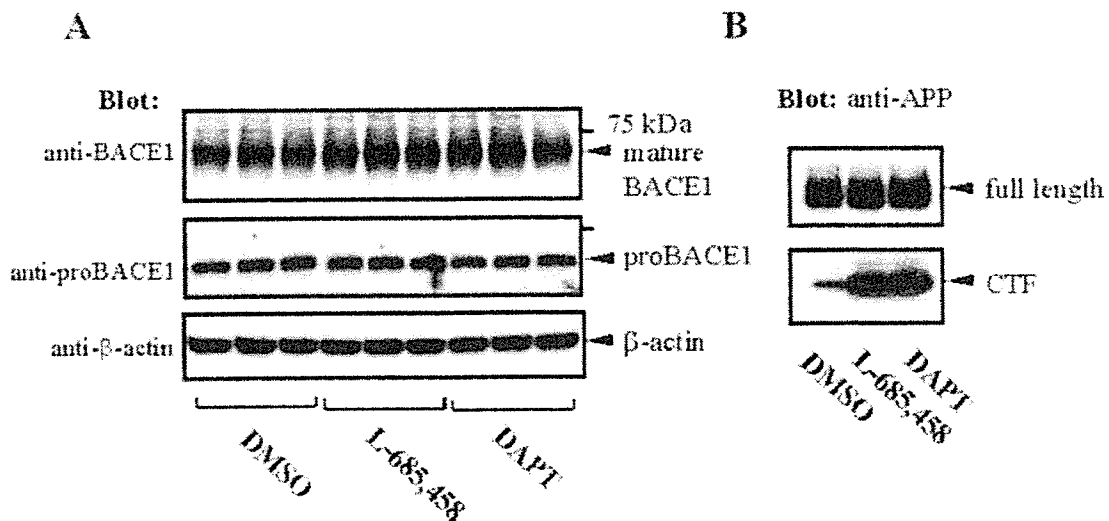 A
Blot:
anti-BACE1
75 kDa
mature
BACE1
anti-proBACE1
proBACE1
anti-β-actin
β-actin
DMSO
L-685,458
DAPT
B
Blot: anti-APP
full length
CTF
DMSO
L-685,458
DAPT